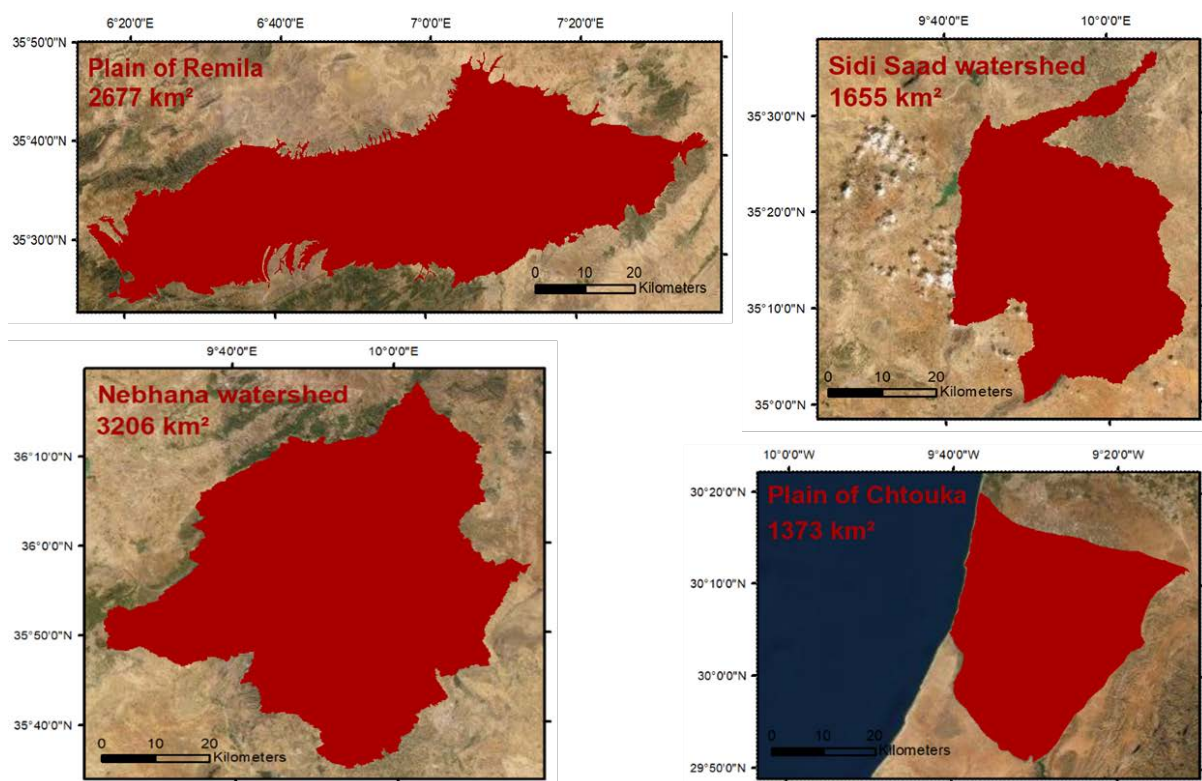 6°20'0"E 6°40'0"E 7°0'0"E 7°20'0"E
35°50'0"N
Plain of Remila
2677 km²
35°40'0"N
35°30'0"N
0 10 20
Kilometers
9°40'0"E 10°0'0"E
Sidi Saad watershed
1655 km²
35°30'0"N
35°20'0"N
35°10'0"N
0 10 20
Kilometers
35°0'0"N
9°40'0"E 10°0'0"E
Nebhana watershed
3206 km²
36°10'0"N
36°0'0"N
35°50'0"N
35°40'0"N
0 10 20
Kilometers
10°0'0"W 9°40'0"W 9°20'0"W
30°20'0"N
Plain of Chtouka
1373 km²
30°10'0"N
30°0'0"N
0 10 20
Kilometers
29°50'0"N